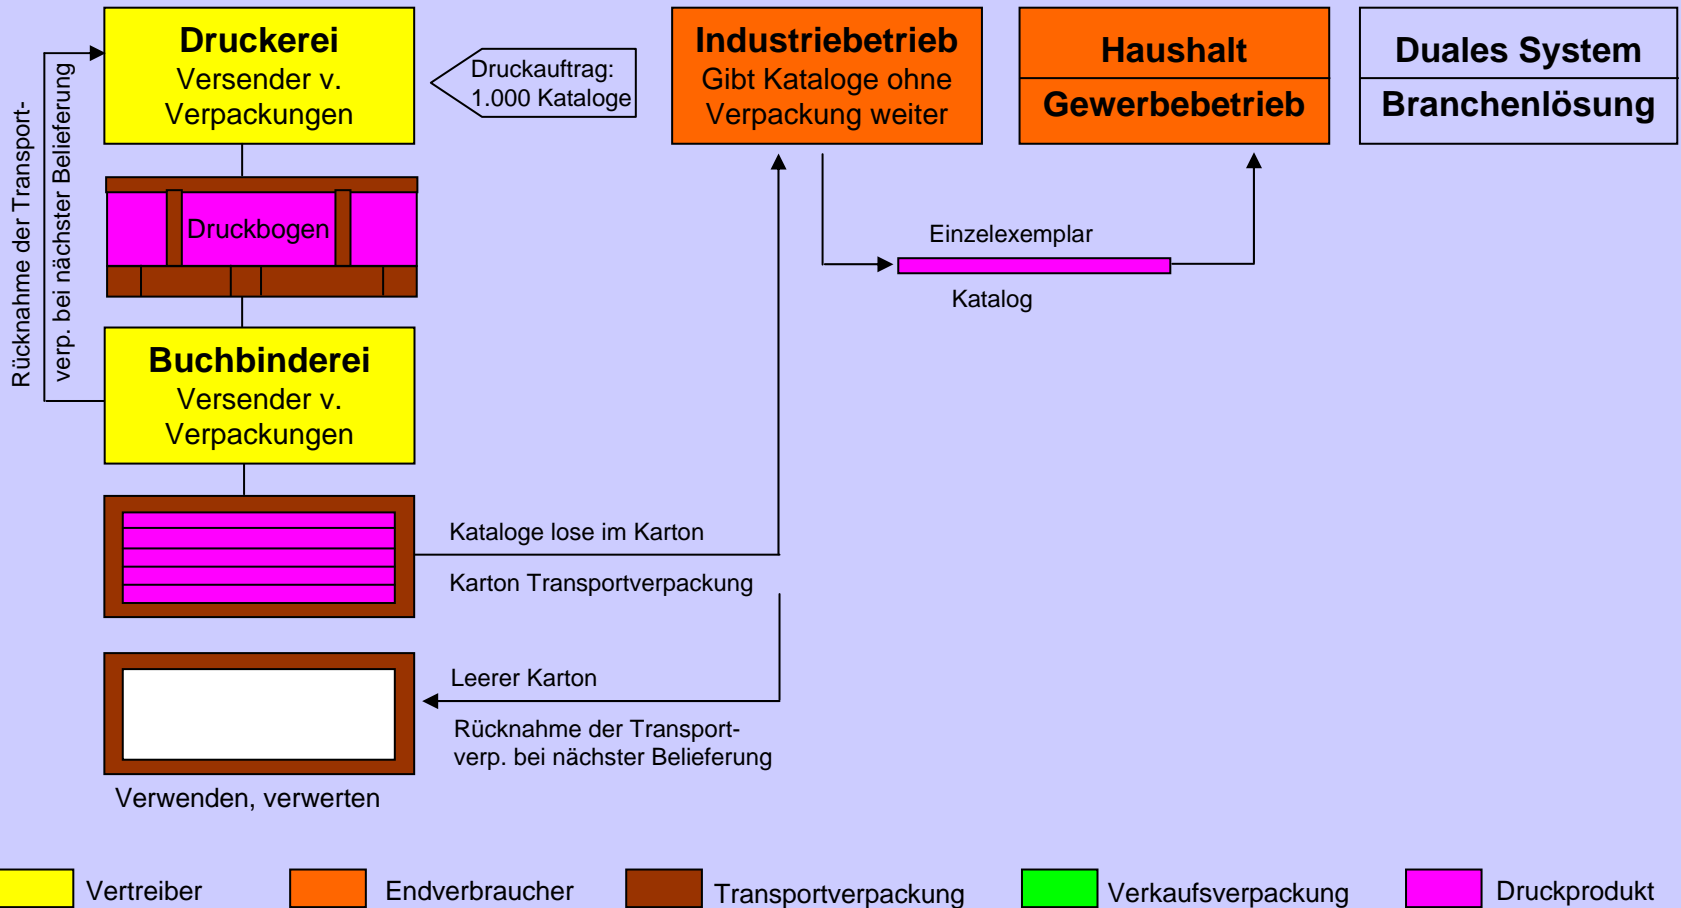 Druckerei
Versender v.
Verpackungen
Druckauftrag:
1.000 Kataloge
Industriebetrieb
Gibt Kataloge ohne
Verpackung weiter
Haushalt
Gewerbebetrieb
Duales System
Branchenlösung
Rücknahme der Transport-
verp. bei nächster Belieferung
Druckbogen
Einzelexemplar
Katalog
Buchbinderei
Versender v.
Verpackungen
Kataloge lose im Karton
Karton Transportverpackung
Leerer Karton
Rücknahme der Transport-
verp. bei nächster Belieferung
Verwenden, verwerten
Vertreiber
Endverbraucher
Transportverpackung
Verkaufsverpackung
Druckprodukt